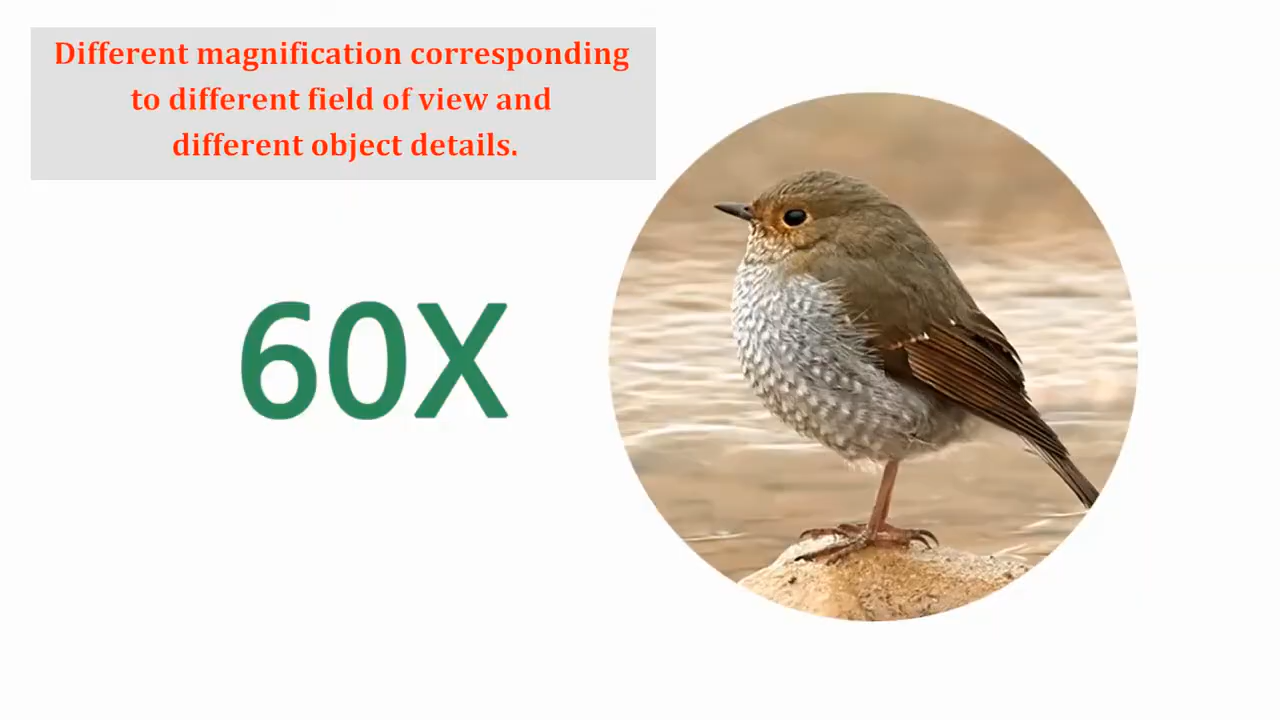 Different magnification corresponding
to different field of view and
different object details.
60X